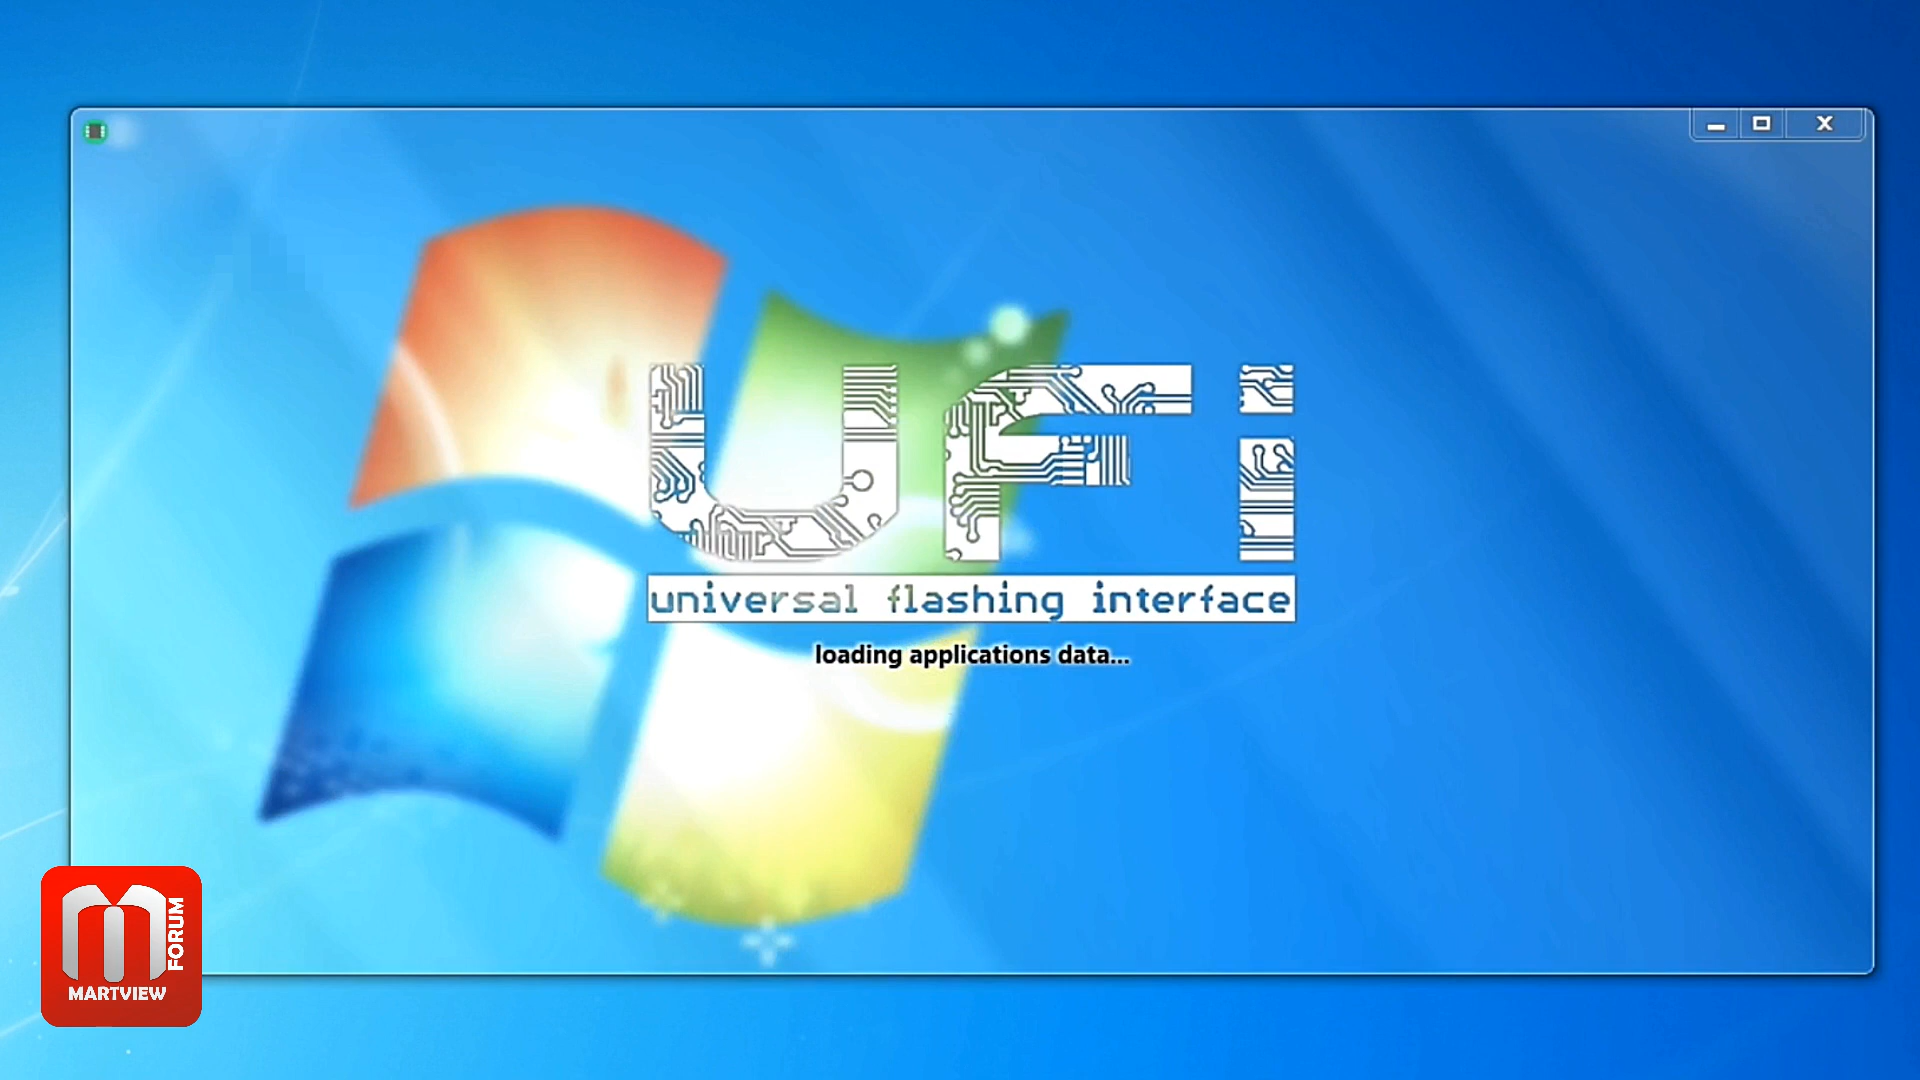 UFi
universal flashing interface
loading applications data...
FORUM
MARTVIEW